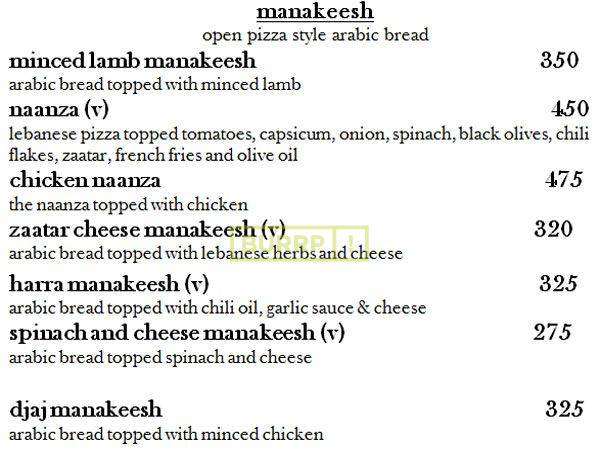 manakeesh
open pizza style arabic bread
minced lamb manakeesh 350
arabic bread topped with minced lamb
naanza (v) 450
lebanese pizza topped tomatoes, capsicum, onion, spinach, black olives, chili
flakes, zaatar, french fries and olive oil
chicken naanza 475
the naanza topped with chicken
zaatar cheese manakeesh (v) 320
BURRP !
arabic bread topped with lebanese herbs and cheese
harra manakeesh (v) 325
arabic bread topped with chili oil, garlic sauce & cheese
spinach and cheese manakeesh (v) 275
arabic bread topped spinach and cheese
djaj manakeesh 325
arabic bread topped with minced chicken